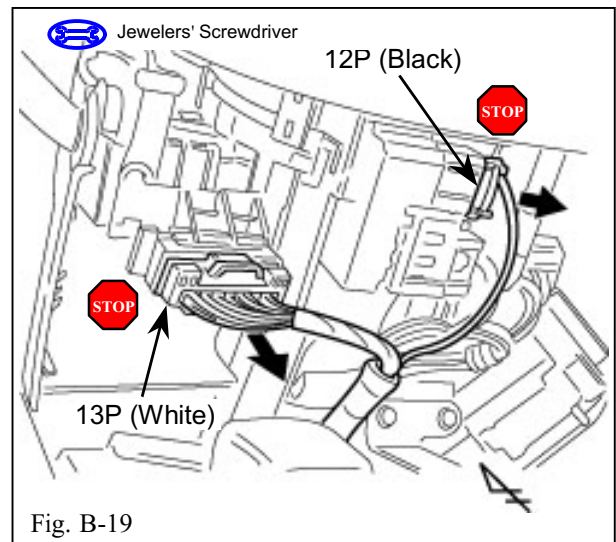 Jewelers' Screwdriver
12P (Black)
STOP
STOP
13P (White)
Fig. B-19